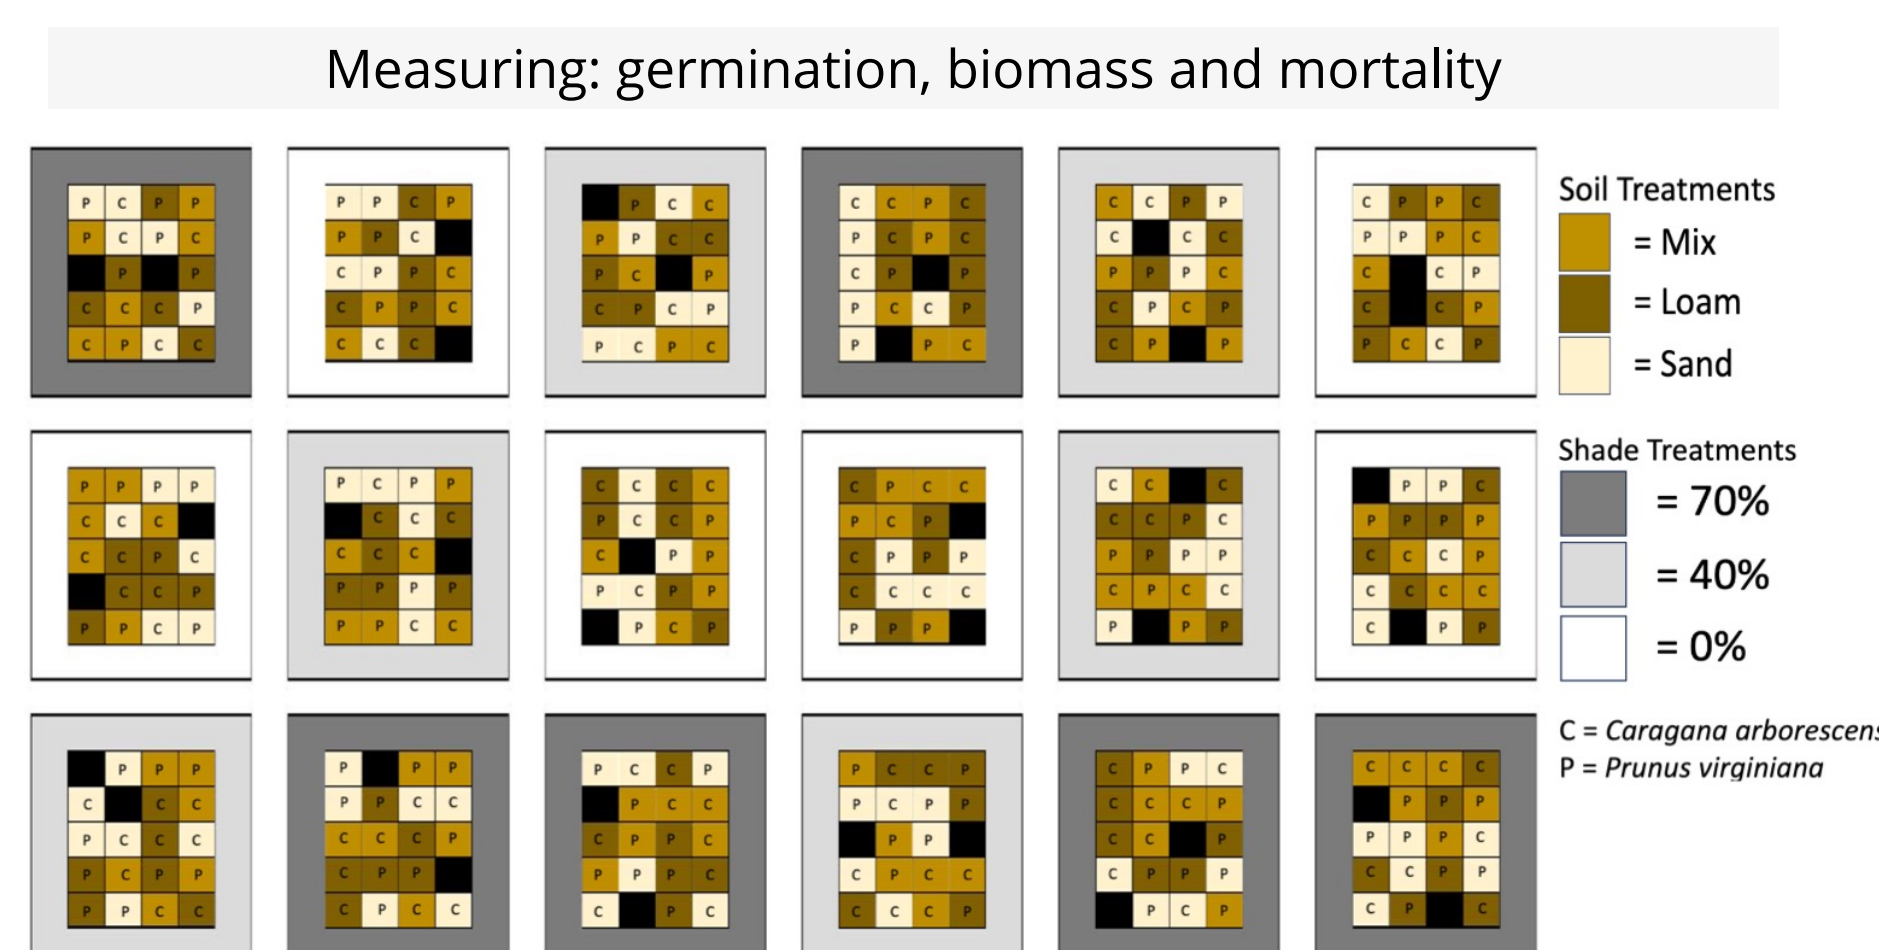 Measuring: germination, biomass and mortality
P C P P
P C P C
P P
C C C P
C P C C
P P C P
P P C
C P P C
C P P C
C C C
P C C
P P C C
P C P
C P C P
P C P C
C C P C
P C P C
C P P
P C C P
P P C
C C P P
C C C
P P P C
C P C P
C P P
C P P C
P P P C
C C P
C C P
P C C P
Soil Treatments
= Mix
= Loam
= Sand
P P P P
C C C
C C P C
C C P
P P C P
P C P P
C C C
C C C
P P P P
P P C C
C C C C
P C C P
C P P
P C P P
P C P
C P C C
P C P
C P P P
C C C C
P P P
C C C
C C P C
P P P P
C P C C
P P P
P P C
P P P P
C C C P
C C C C
C P P
Shade Treatments
= 70%
= 40%
= 0%
P P P
C C C
P C C C
P C P P
P P C C
P P P
P P C C
C C C P
C P P
C P C C
P C C P
P C C
C P P C
P P P C
C P C
P C C P
P C P P
P P
C P C C
C C C P
C P P C
C C C P
C C P
C P P P
P C P
C C C C
P P P
P P P C
C C P P
C P C
C = Caragana arborescens
P = Prunus virginiana